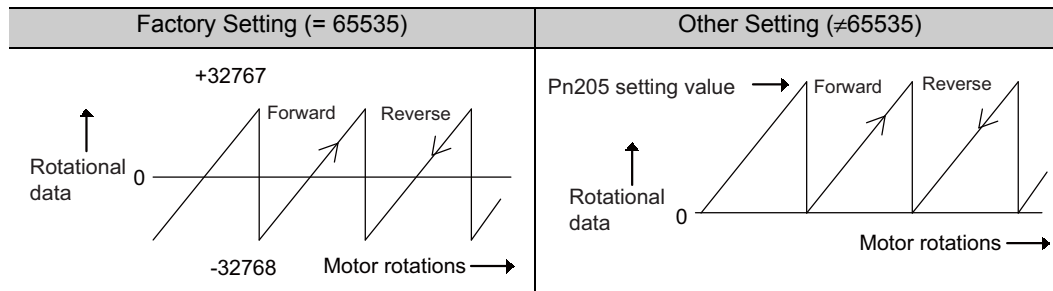 Factory Setting (= 65535)
Other Setting (≠65535)
+32767
Forward
Reverse
Rotational
data
0
-32768
Motor rotations
Pn205 setting value
Forward
Reverse
Rotational
data
0
Motor rotations